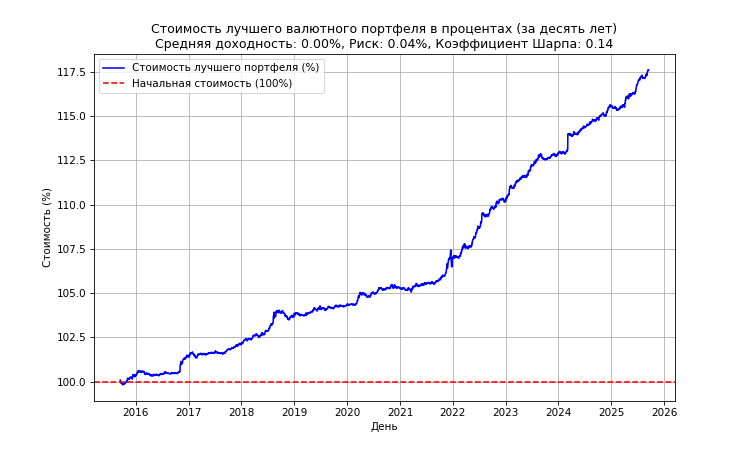 Стоимость лучшего валютного портфеля в процентах (за десять лет)
Средняя доходность: 0.00%, Риск: 0.04%, Коэффициент Шарпа: 0.14
Стоимость лучшего портфеля (%)
Начальная стоимость (100%)
Стоимость (%)
117.5
115.0
112.5
110.0
107.5
105.0
102.5
100.0
2016 2017 2018 2019 2020 2021 2022 2023 2024 2025 2026
День